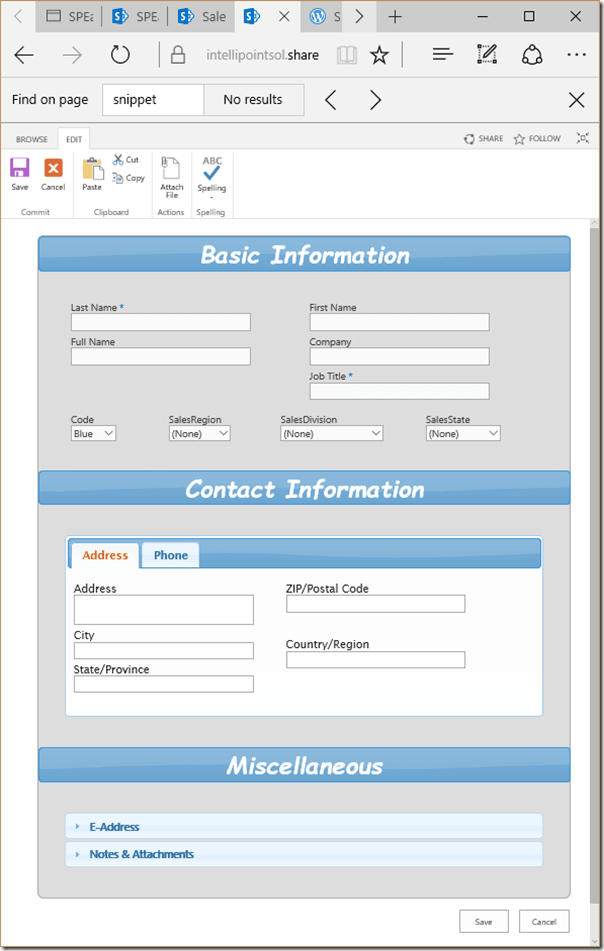 SPEa SPE Sale S
intellipointsol.share
Find on page snippet No results
BROWSE EDIT SHARE FOLLOW
Save Cancel Paste Cut Copy Attach File ABC Spelling
Commit Clipboard Actions Spelling
Basic Information
Last Name * First Name
Full Name Company
Job Title *
Code SalesRegion SalesDivision SalesState
Blue (None) (None) (None)
Contact Information
Address Phone
Address ZIP/Postal Code
City
Country/Region
State/Province
Miscellaneous
E-Address
Notes & Attachments
Save Cancel